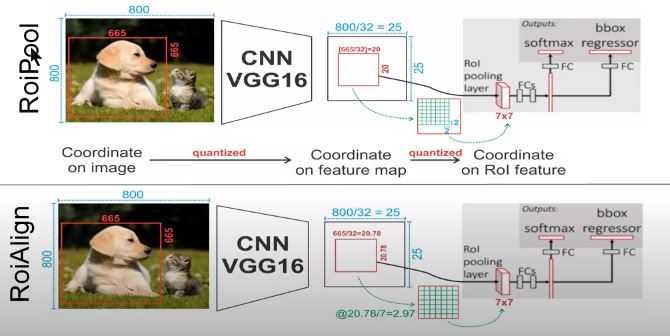 RoiPool
800
665
665
800
CNN
VGG16
800/32 = 25
[665/32]=20
20
25
2
2
RoI
pooling
layer
FCs
7x7
Outputs:
softmax
bbox
regressor
FC
FC
Coordinate
on image
quantized
Coordinate
on feature map
quantized
Coordinate
on RoI feature
RoiAlign
800
665
665
800
CNN
VGG16
800/32 = 25
665/32=20.78
20.78
25
@20.78/7=2.97
RoI
pooling
layer
FCs
7x7
Outputs:
softmax
bbox
regressor
FC
FC